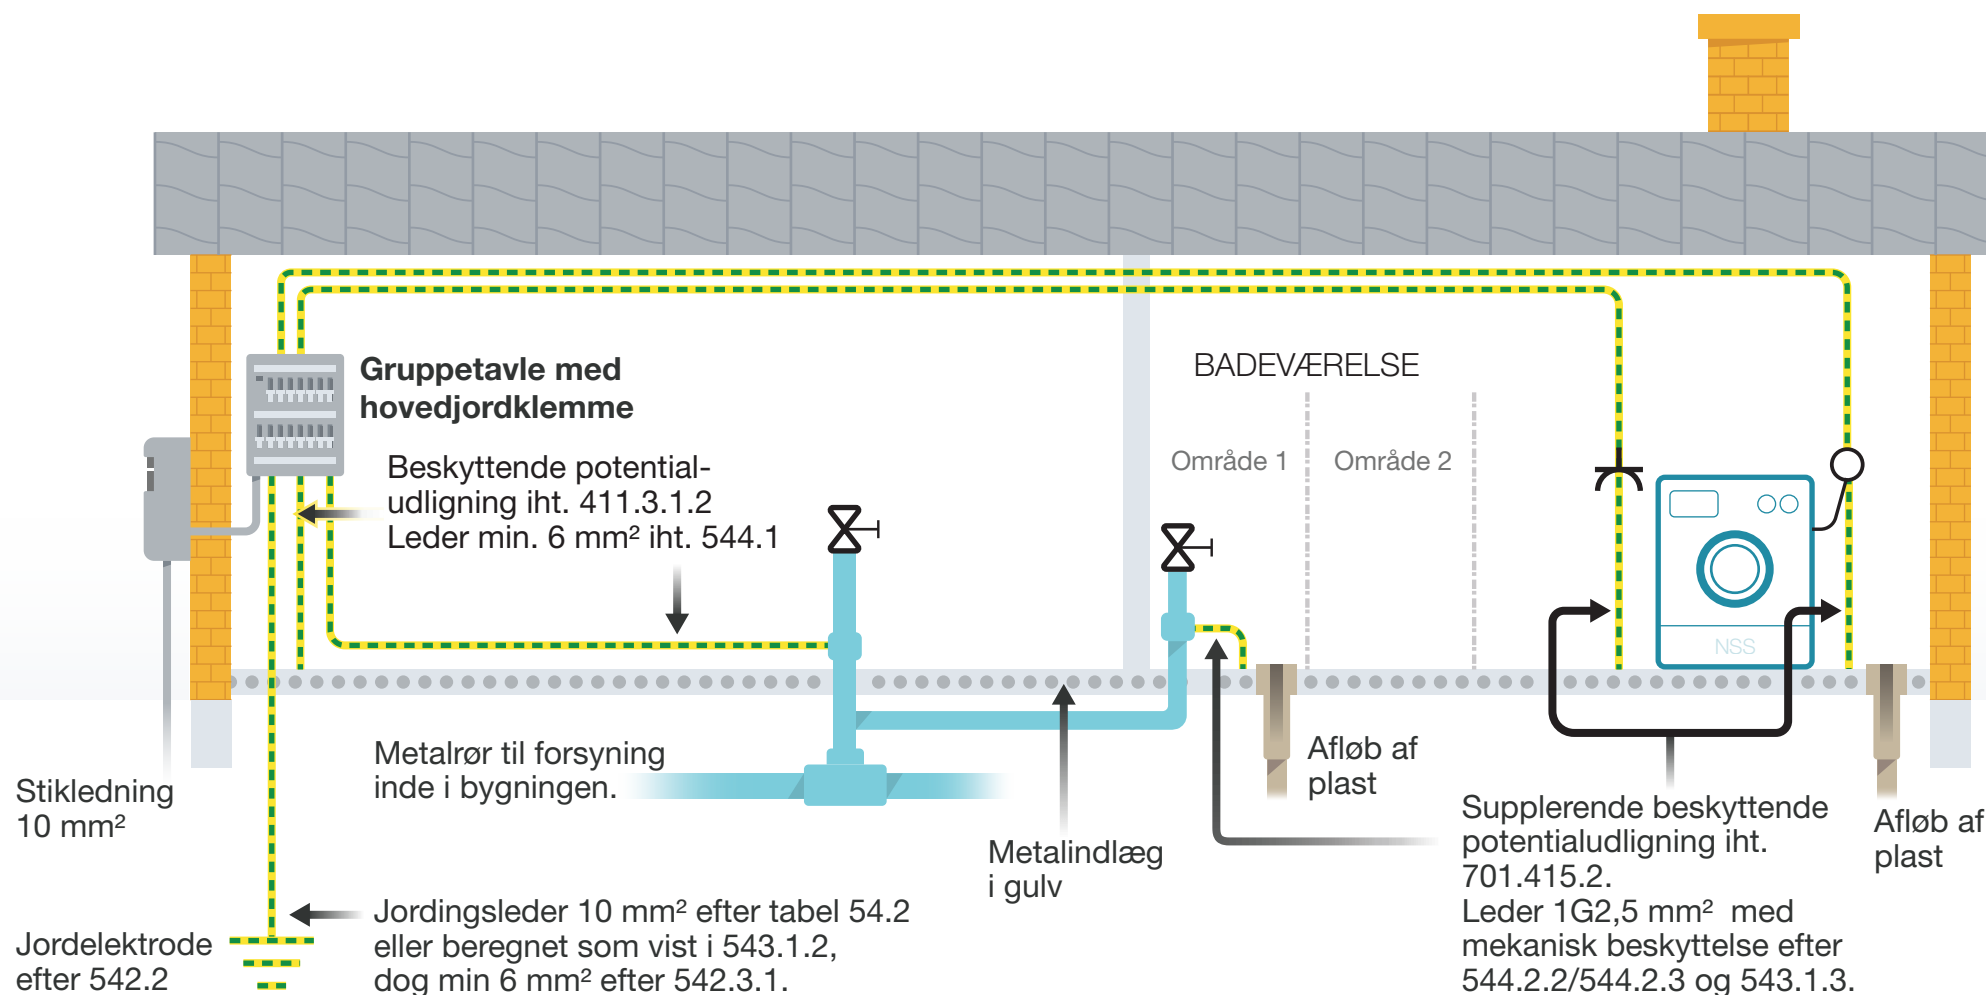 Gruppetavle med
hovedjordklemme
Beskyttende potential-
udligning iht. 411.3.1.2
Leder min. 6 mm² iht. 544.1
BADEVÆRELSE
Område 1
Område 2
NSS
Metalrør til forsyning
inde i bygningen.
Stikledning
10 mm²
Afløb af
plast
Metalindlæg
i gulv
Supplerende beskyttende
potentialudligning iht.
701.415.2.
Leder 1G2,5 mm² med
mekanisk beskyttelse efter
544.2.2/544.2.3 og 543.1.3.
Afløb af
plast
Jordingsleder 10 mm² efter tabel 54.2
eller beregnet som vist i 543.1.2,
dog min 6 mm² efter 542.3.1.
Jordelektrode
efter 542.2